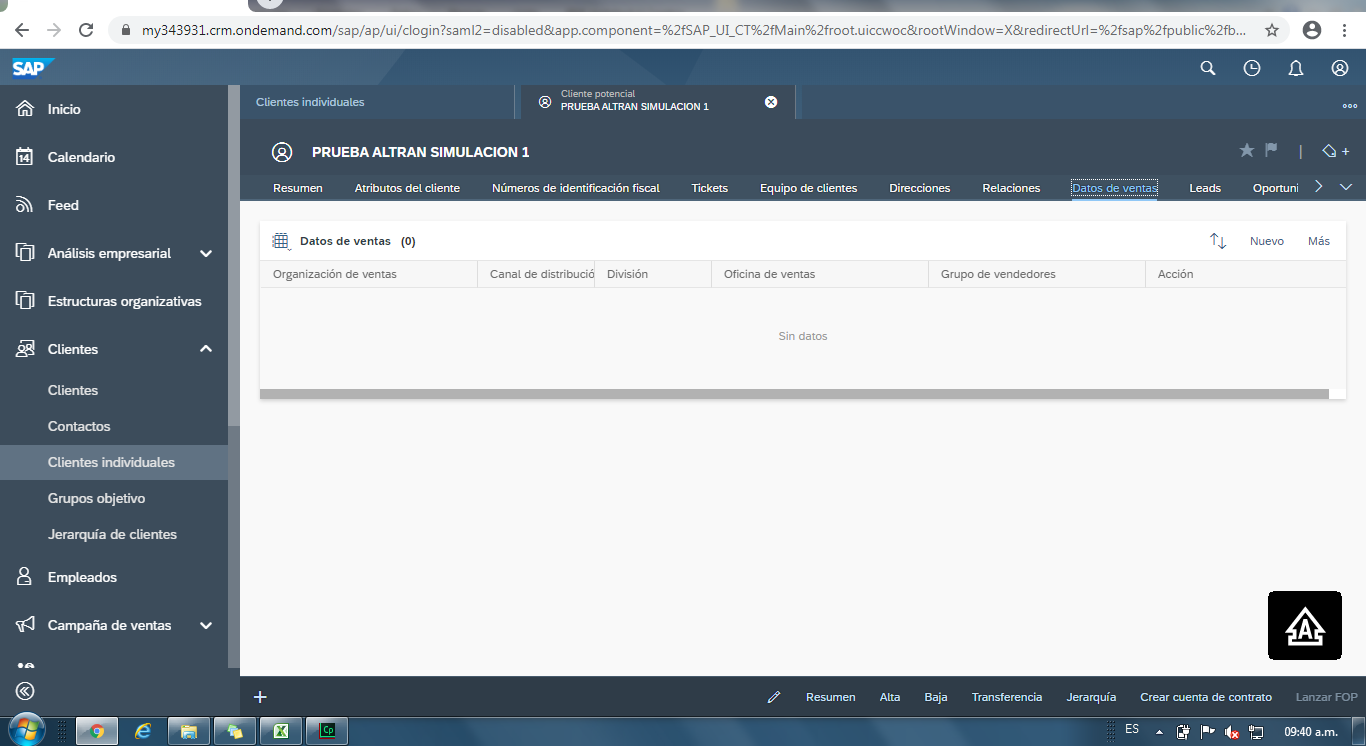 my343931.crm.ondemand.com/sap/ap/ui/clogin?saml2=disabled&app.component=%2fSAP_UI_CT%2fMain%2froot.uiccwoc&rootWindow=X&redirectUrl=%2fsap%2fpublic%2fb...
SAP
Inicio
14
Calendario
Feed
Análisis empresarial
Estructuras organizativas
Clientes
Clientes
Contactos
Clientes individuales
Grupos objetivo
Jerarquía de clientes
Empleados
Campaña de ventas
Clientes individuales
Cliente potencial
PRUEBA ALTRAN SIMULACION 1
PRUEBA ALTRAN SIMULACION 1
Resumen Atributos del cliente Números de identificación fiscal Tickets Equipo de clientes Direcciones Relaciones Datos de ventas Leads Oportuni
Datos de ventas (0)
Nuevo Más
Organización de ventas Canal de distribució División Oficina de ventas Grupo de vendedores Acción
Sin datos
A
Resumen Alta Baja Transferencia Jerarquía Crear cuenta de contrato Lanzar FOP
Cp
ES
09:40 a.m.